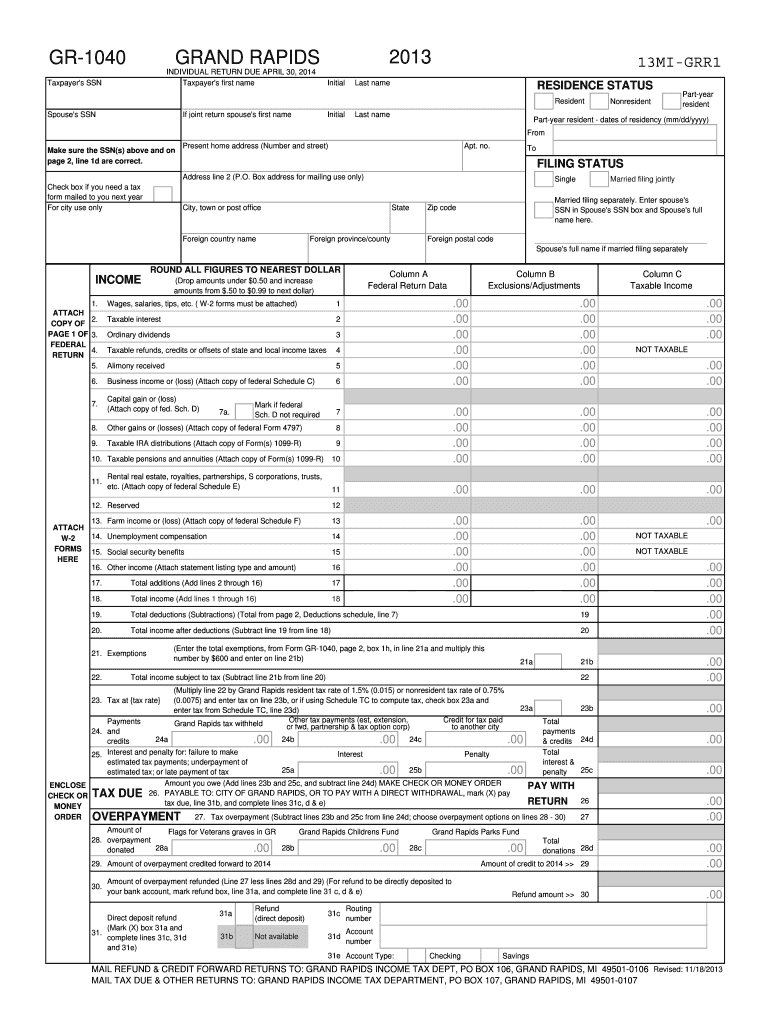 GR-1040 GRAND RAPIDS 2013 13MI-GRR1
INDIVIDUAL RETURN DUE APRIL 30, 2014
Taxpayer's SSN Taxpayer's first name Initial Last name
RESIDENCE STATUS
Resident Nonresident Part-year resident
Spouse's SSN If joint return spouse's first name Initial Last name
Part-year resident - dates of residency (mm/dd/yyyy)
From
Make sure the SSN(s) above and on page 2, line 1d are correct.
Present home address (Number and street) Apt. no.
To
FILING STATUS
Address line 2 (P.O. Box address for mailing use only)
Single Married filing jointly
Check box if you need a tax form mailed to you next year
Married filing separately. Enter spouse's SSN in Spouse's SSN box and Spouse's full name here.
For city use only City, town or post office State Zip code
Foreign country name Foreign province/county Foreign postal code
Spouse's full name if married filing separately
INCOME
ROUND ALL FIGURES TO NEAREST DOLLAR
(Drop amounts under $0.50 and increase amounts from $.50 to $0.99 to next dollar)
Column A Federal Return Data
Column B Exclusions/Adjustments
Column C Taxable Income
ATTACH COPY OF PAGE 1 OF FEDERAL RETURN
1. Wages, salaries, tips, etc. ( W-2 forms must be attached) 1 .00 .00 .00
2. Taxable interest 2 .00 .00 .00
3. Ordinary dividends 3 .00 .00 .00
4. Taxable refunds, credits or offsets of state and local income taxes 4 .00 .00 NOT TAXABLE
5. Alimony received 5 .00 .00 .00
6. Business income or (loss) (Attach copy of federal Schedule C) 6 .00 .00 .00
7. Capital gain or (loss) (Attach copy of fed. Sch. D) 7a. Mark if federal Sch. D not required 7 .00 .00 .00
8. Other gains or (losses) (Attach copy of federal Form 4797) 8 .00 .00 .00
9. Taxable IRA distributions (Attach copy of Form(s) 1099-R) 9 .00 .00 .00
10. Taxable pensions and annuities (Attach copy of Form(s) 1099-R) 10 .00 .00 .00
11. Rental real estate, royalties, partnerships, S corporations, trusts, etc. (Attach copy of federal Schedule E) 11 .00 .00 .00
12. Reserved 12
ATTACH W-2 FORMS HERE
13. Farm income or (loss) (Attach copy of federal Schedule F) 13 .00 .00 .00
14. Unemployment compensation 14 .00 .00 NOT TAXABLE
15. Social security benefits 15 .00 .00 NOT TAXABLE
16. Other income (Attach statement listing type and amount) 16 .00 .00 .00
17. Total additions (Add lines 2 through 16) 17 .00 .00 .00
18. Total income (Add lines 1 through 16) 18 .00 .00 .00
19. Total deductions (Subtractions) (Total from page 2, Deductions schedule, line 7) 19 .00
20. Total income after deductions (Subtract line 19 from line 18) 20 .00
21. Exemptions (Enter the total exemptions, from Form GR-1040, page 2, box 1h, in line 21a and multiply this number by $600 and enter on line 21b) 21a 21b .00
22. Total income subject to tax (Subtract line 21b from line 20) 22 .00
23. Tax at {tax rate} (Multiply line 22 by Grand Rapids resident tax rate of 1.5% (0.015) or nonresident tax rate of 0.75% (0.0075) and enter tax on line 23b, or if using Schedule TC to compute tax, check box 23a and enter tax from Schedule TC, line 23d) 23a 23b .00
24. Payments and credits Grand Rapids tax withheld 24a .00 Other tax payments (est, extension, cr fwd, partnership & tax option corp) 24b .00 Credit for tax paid to another city 24c .00 Total payments & credits 24d .00
25. Interest and penalty for: failure to make estimated tax payments; underpayment of estimated tax; or late payment of tax Interest 25a .00 Penalty 25b .00 Total interest & penalty 25c .00
ENCLOSE CHECK OR MONEY ORDER
TAX DUE 26. Amount you owe (Add lines 23b and 25c, and subtract line 24d) MAKE CHECK OR MONEY ORDER PAYABLE TO: CITY OF GRAND RAPIDS, OR TO PAY WITH A DIRECT WITHDRAWAL, mark (X) pay tax due, line 31b, and complete lines 31c, d & e) PAY WITH RETURN 26 .00
OVERPAYMENT 27. Tax overpayment (Subtract lines 23b and 25c from line 24d; choose overpayment options on lines 28 - 30) 27 .00
28. Amount of overpayment donated Flags for Veterans graves in GR 28a .00 Grand Rapids Childrens Fund 28b .00 Grand Rapids Parks Fund 28c .00 Total donations 28d .00
29. Amount of overpayment credited forward to 2014 Amount of credit to 2014 >> 29 .00
30. Amount of overpayment refunded (Line 27 less lines 28d and 29) (For refund to be directly deposited to your bank account, mark refund box, line 31a, and complete line 31 c, d & e) Refund amount >> 30 .00
31. Direct deposit refund (Mark (X) box 31a and complete lines 31c, 31d and 31e)
31a Refund (direct deposit) 31c Routing number
31b Not available 31d Account number
31e Account Type: Checking Savings
MAIL REFUND & CREDIT FORWARD RETURNS TO: GRAND RAPIDS INCOME TAX DEPT, PO BOX 106, GRAND RAPIDS, MI 49501-0106 Revised: 11/18/2013
MAIL TAX DUE & OTHER RETURNS TO: GRAND RAPIDS INCOME TAX DEPARTMENT, PO BOX 107, GRAND RAPIDS, MI 49501-0107